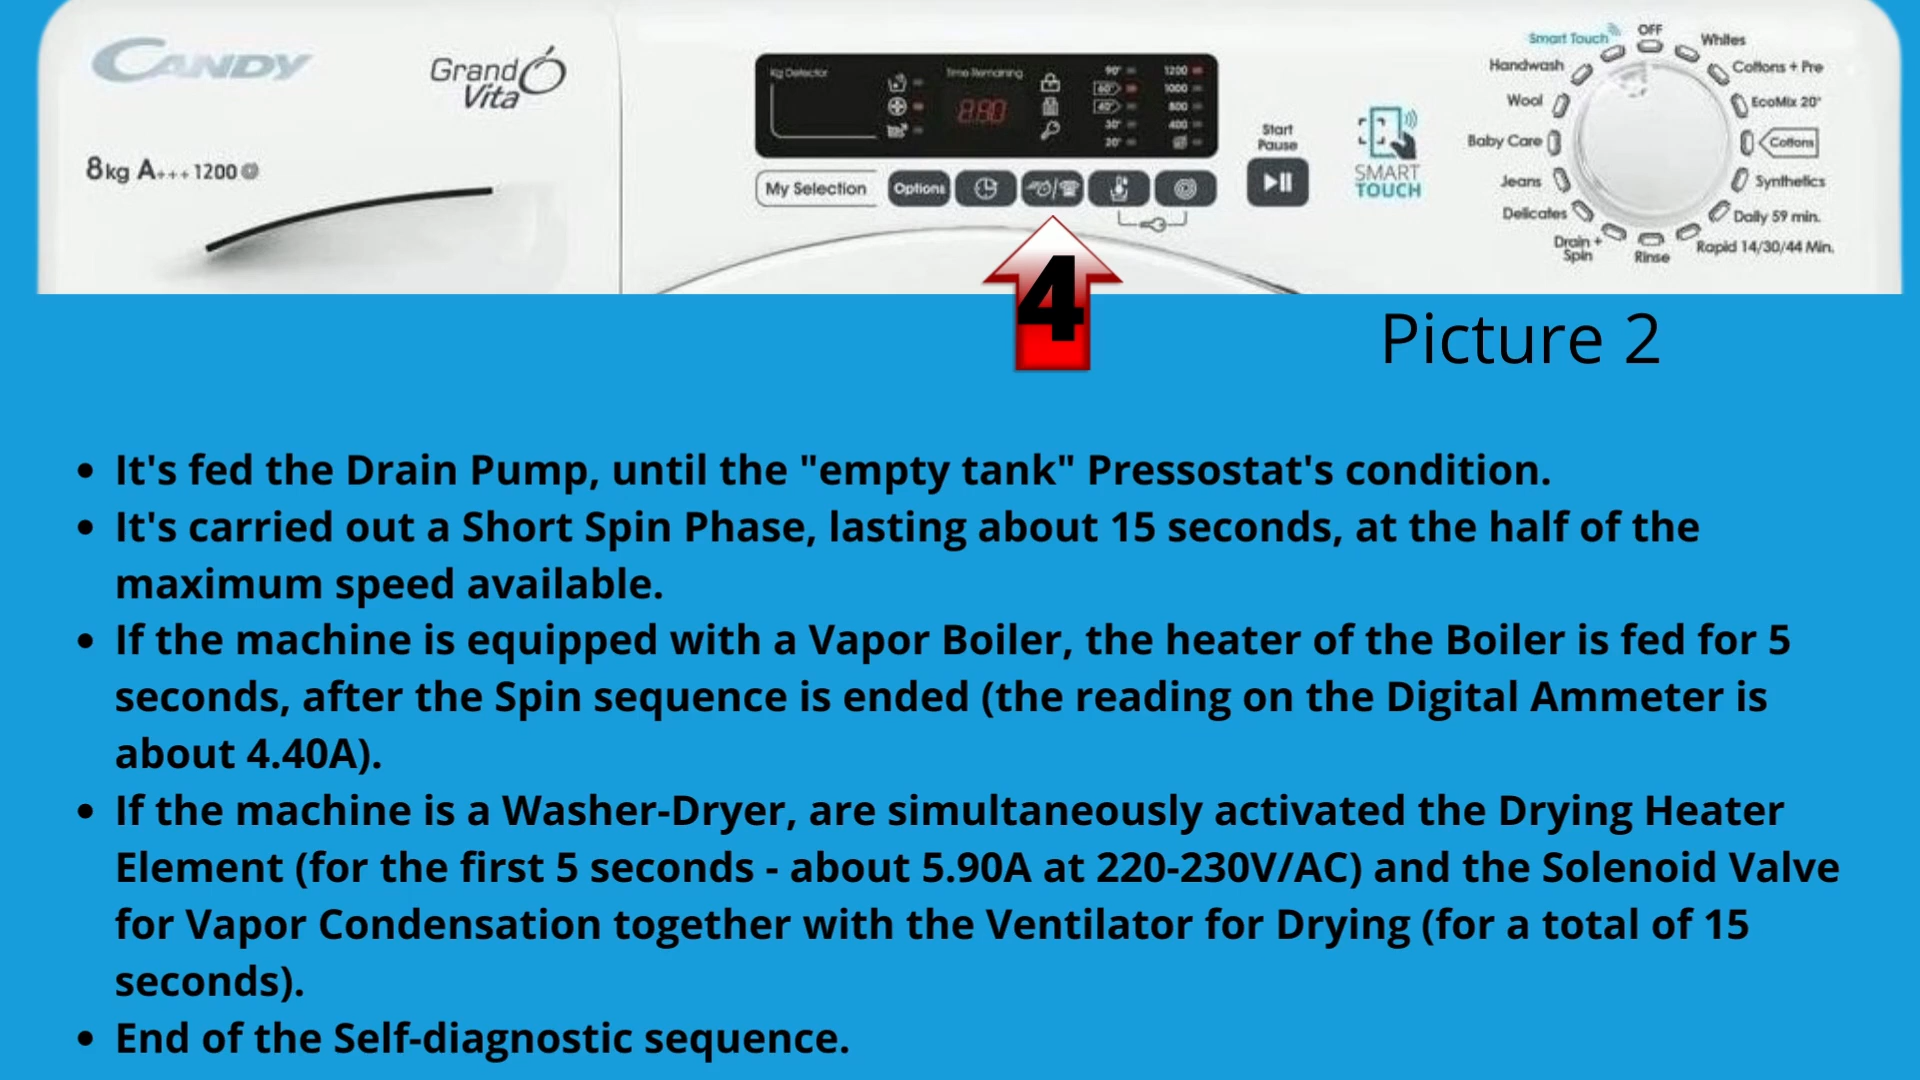 CANDY
Grand Ó
Vita
8kg A+++ 1200
Kg Detector
Time Remaining
8.80
90°
60°
40°
30°
20°
1200
1000
800
400
My Selection
Options
Start
Pause
SMART
TOUCH
Smart Touch
OFF
Whites
Handwash
Cottons + Pre
Wool
EcoMix 20°
Baby Care
Cottons
Jeans
Synthetics
Delicates
Daily 59 min.
Drain +
Spin
Rinse
Rapid 14/30/44 Min.
4
Picture 2
• It's fed the Drain Pump, until the "empty tank" Pressostat's condition.
• It's carried out a Short Spin Phase, lasting about 15 seconds, at the half of the
maximum speed available.
• If the machine is equipped with a Vapor Boiler, the heater of the Boiler is fed for 5
seconds, after the Spin sequence is ended (the reading on the Digital Ammeter is
about 4.40A).
• If the machine is a Washer-Dryer, are simultaneously activated the Drying Heater
Element (for the first 5 seconds - about 5.90A at 220-230V/AC) and the Solenoid Valve
for Vapor Condensation together with the Ventilator for Drying (for a total of 15
seconds).
• End of the Self-diagnostic sequence.